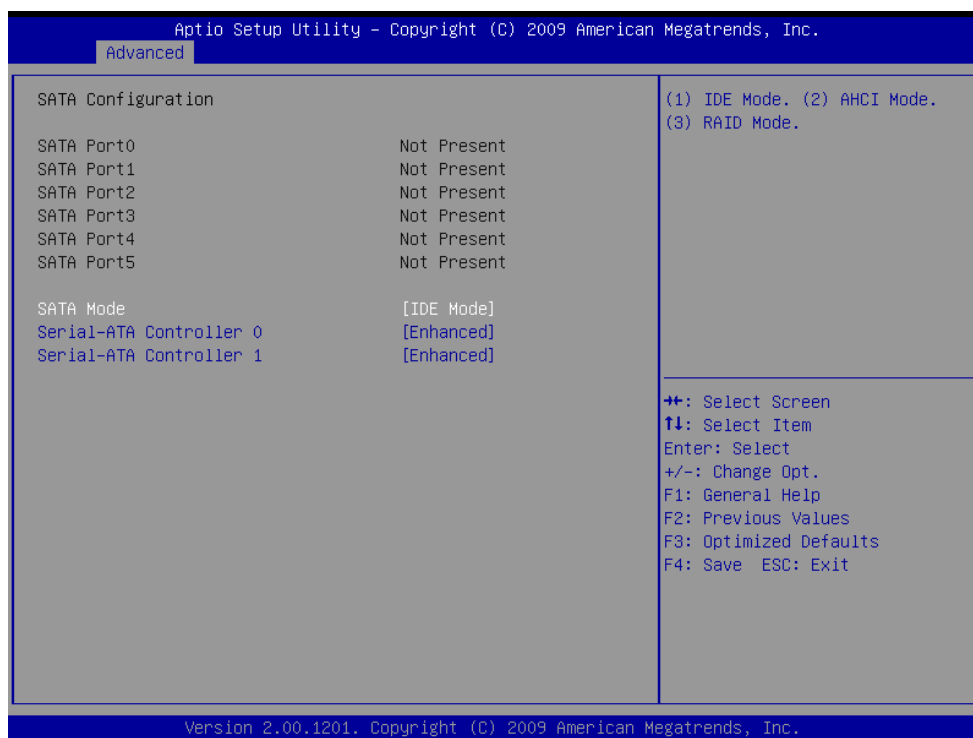 Aptio Setup Utility – Copyright (C) 2009 American Megatrends, Inc.
Advanced
SATA Configuration
SATA Port0 Not Present
SATA Port1 Not Present
SATA Port2 Not Present
SATA Port3 Not Present
SATA Port4 Not Present
SATA Port5 Not Present
SATA Mode [IDE Mode]
Serial-ATA Controller 0 [Enhanced]
Serial-ATA Controller 1 [Enhanced]
(1) IDE Mode. (2) AHCI Mode.
(3) RAID Mode.
→←: Select Screen
↑↓: Select Item
Enter: Select
+/-: Change Opt.
F1: General Help
F2: Previous Values
F3: Optimized Defaults
F4: Save ESC: Exit
Version 2.00.1201. Copyright (C) 2009 American Megatrends, Inc.